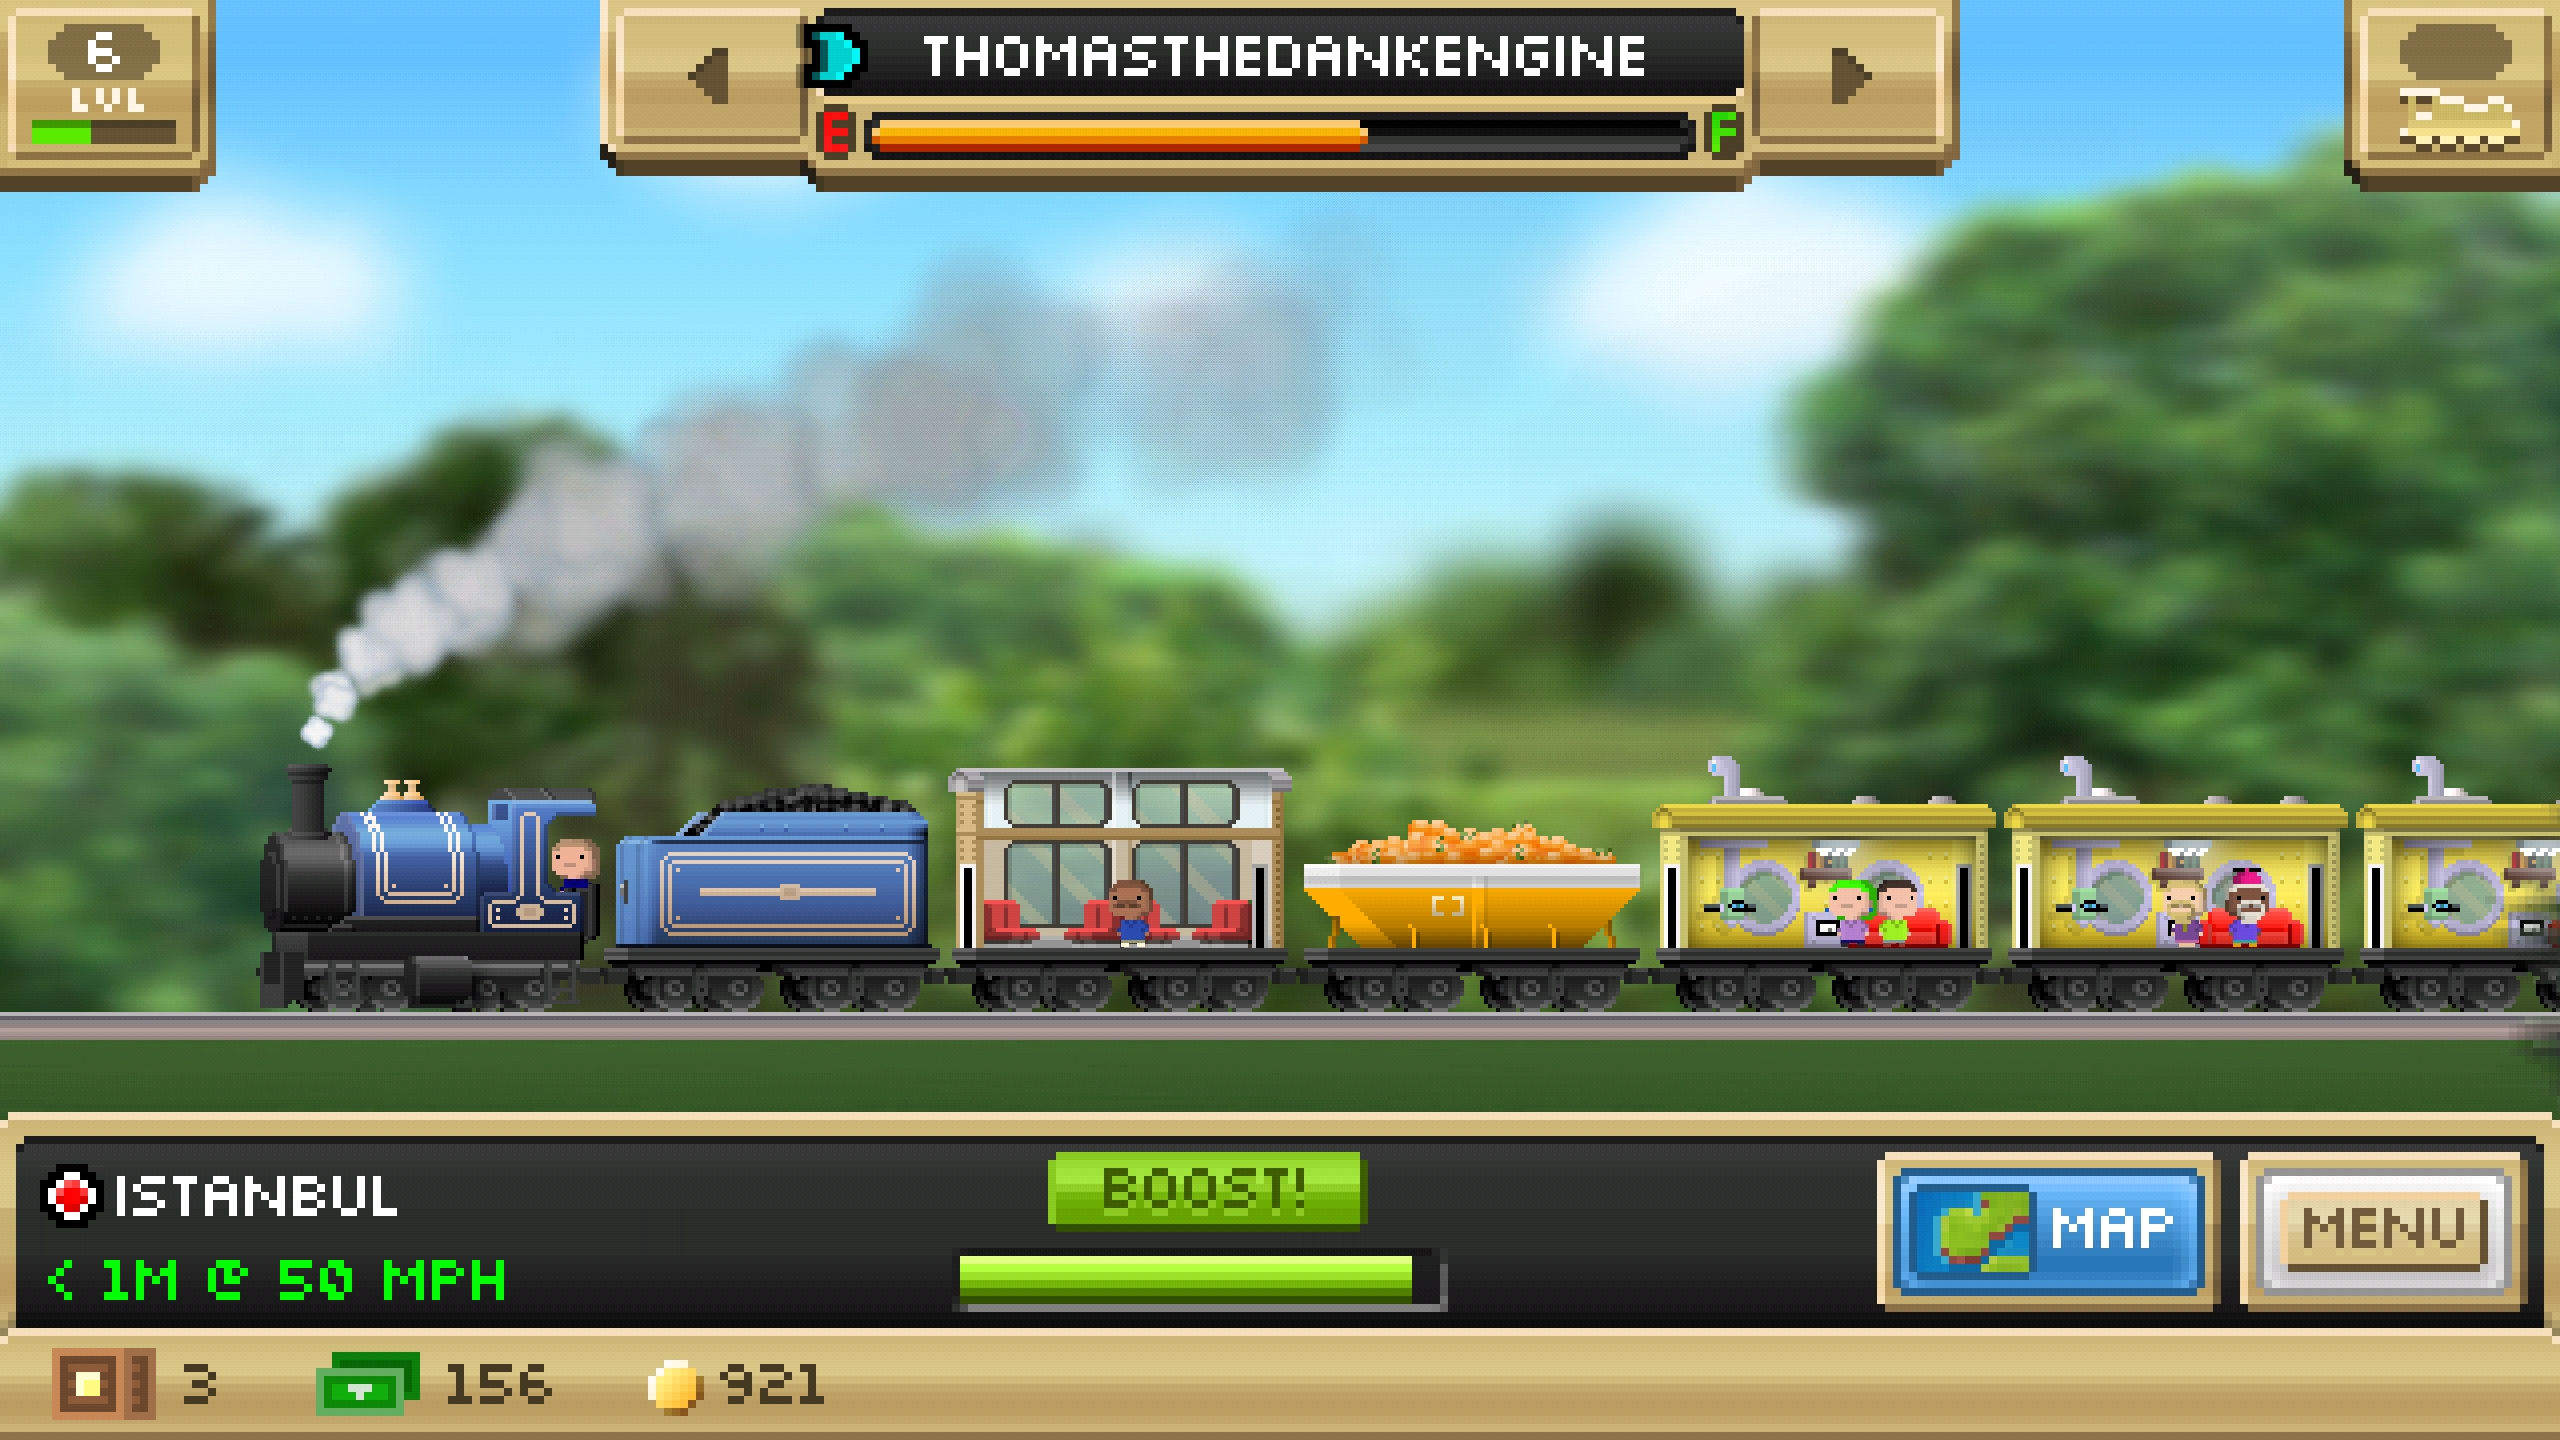 6
LVL
THOMASTHEDANKENGINE
E F
ISTANBUL
< 1M @ 50 MPH
BOOST!
MAP
MENU
3 156 921